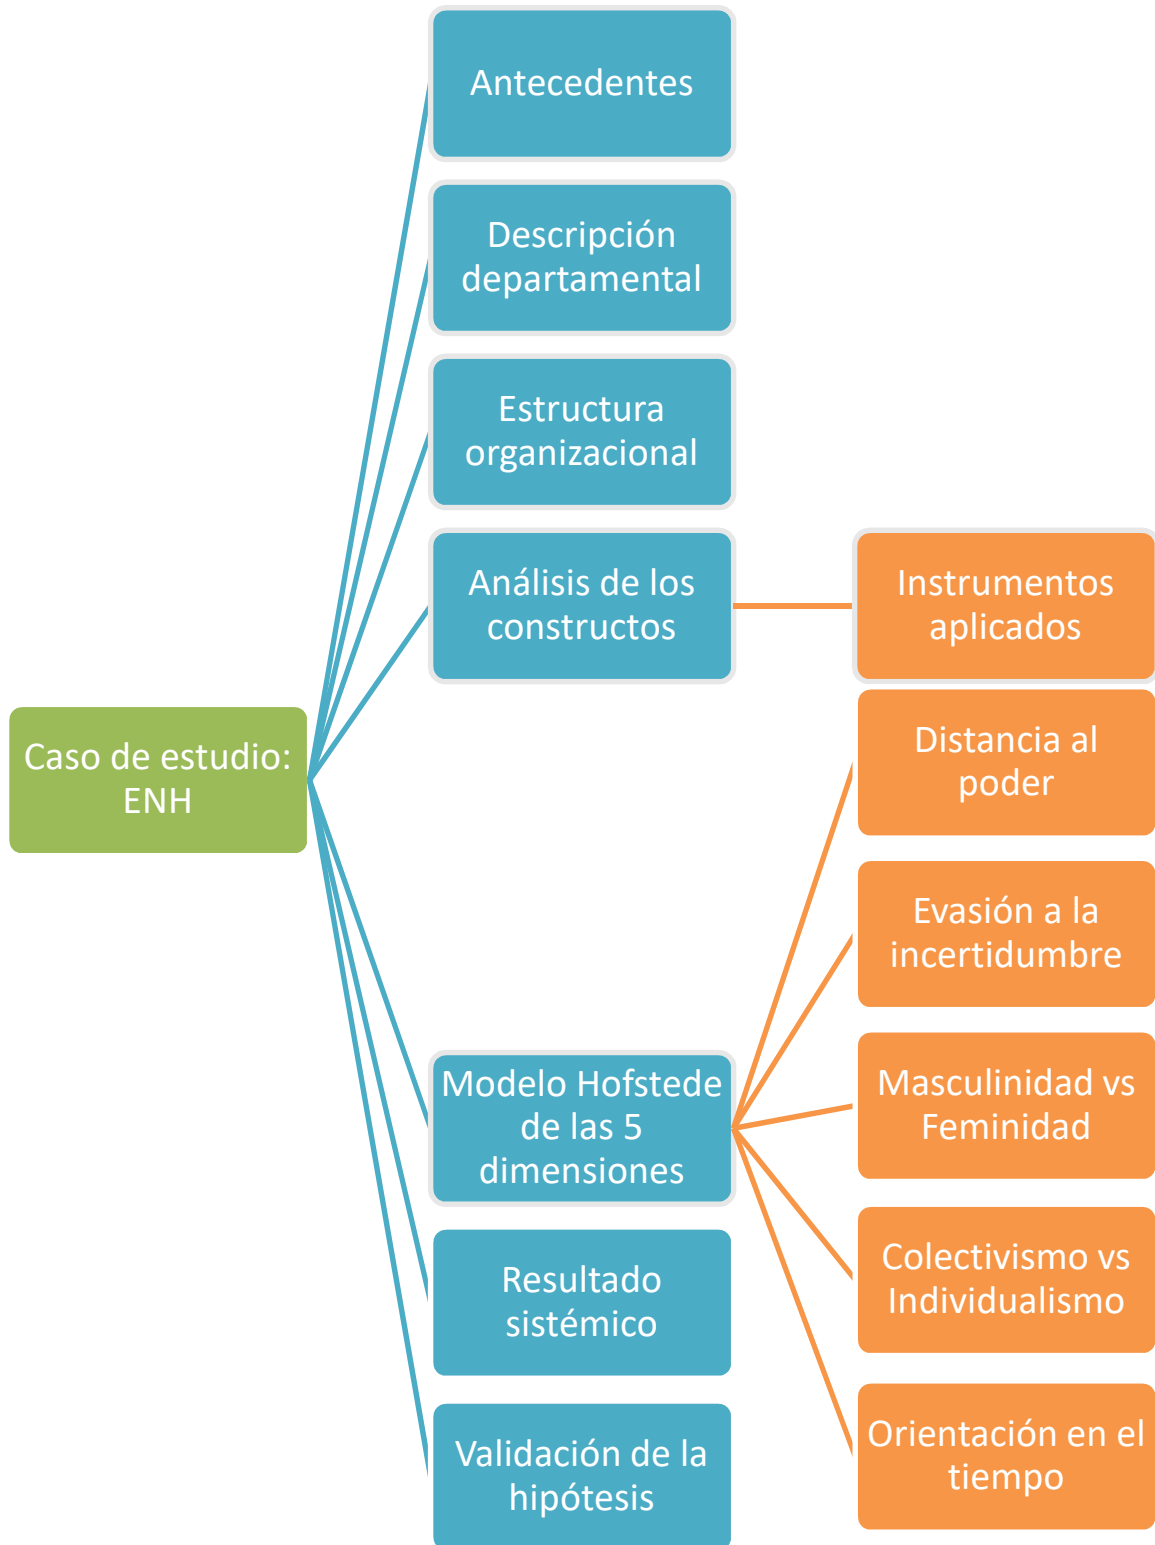 Antecedentes
Descripción
departamental
Estructura
organizacional
Análisis de los
constructos
Instrumentos
aplicados
Caso de estudio:
ENH
Distancia al
poder
Evasión a la
incertidumbre
Modelo Hofstede
de las 5
dimensiones
Masculinidad vs
Feminidad
Colectivismo vs
Individualismo
Resultado
sistémico
Orientación en el
tiempo
Validación de la
hipótesis